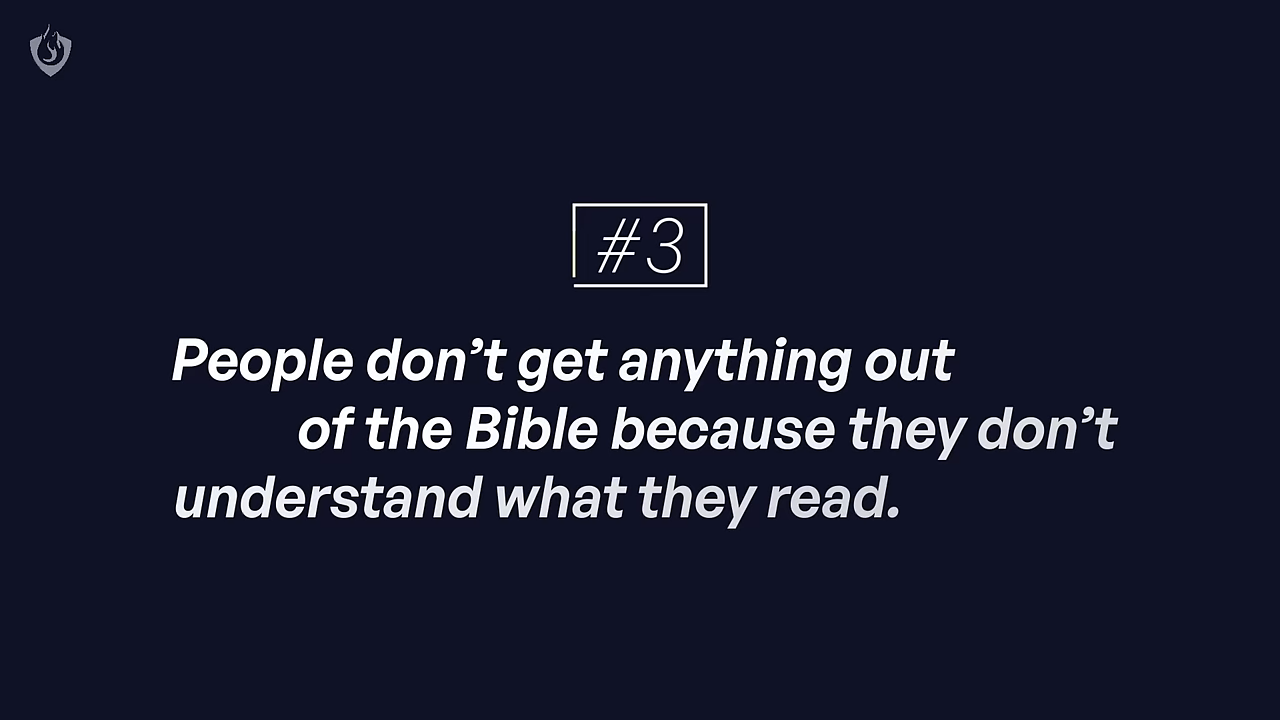 #3
People don’t get anything out
of the Bible because they don’t
understand what they read.